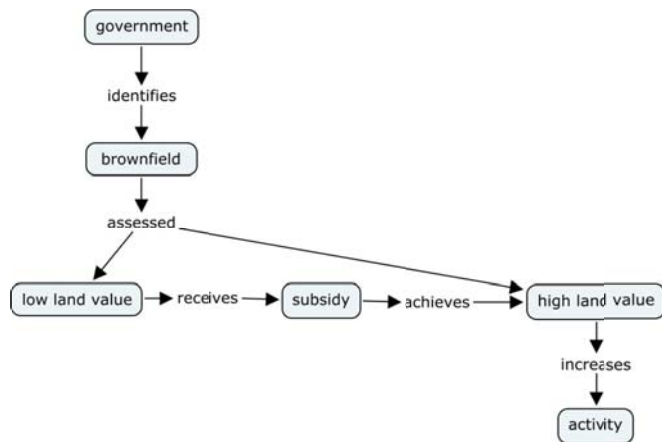 government
identifies
brownfield
assessed
low land value
receives
subsidy
achieves
high land value
increases
activity